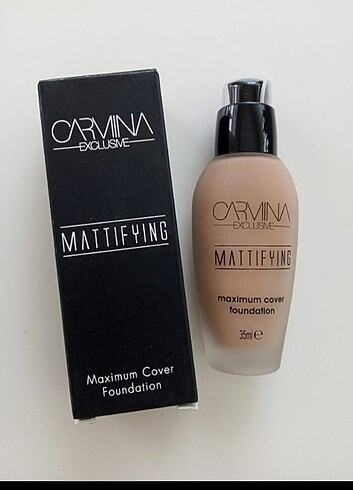 CARMINA
EXCLUSIVE
MATTIFYING
Maximum Cover
Foundation
CARMINA
EXCLUSIVE
MATTIFYING
maximum cover
foundation
35ml e